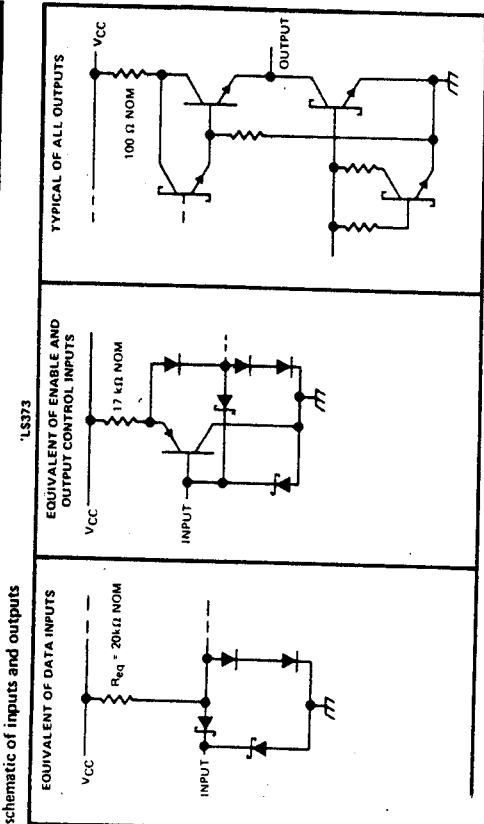 schematic of inputs and outputs
'LS373
EQUIVALENT OF DATA INPUTS
VCC
Req = 20kΩ NOM
INPUT
EQUIVALENT OF ENABLE AND
OUTPUT CONTROL INPUTS
VCC
17 kΩ NOM
INPUT
TYPICAL OF ALL OUTPUTS
VCC
100 Ω NOM
OUTPUT